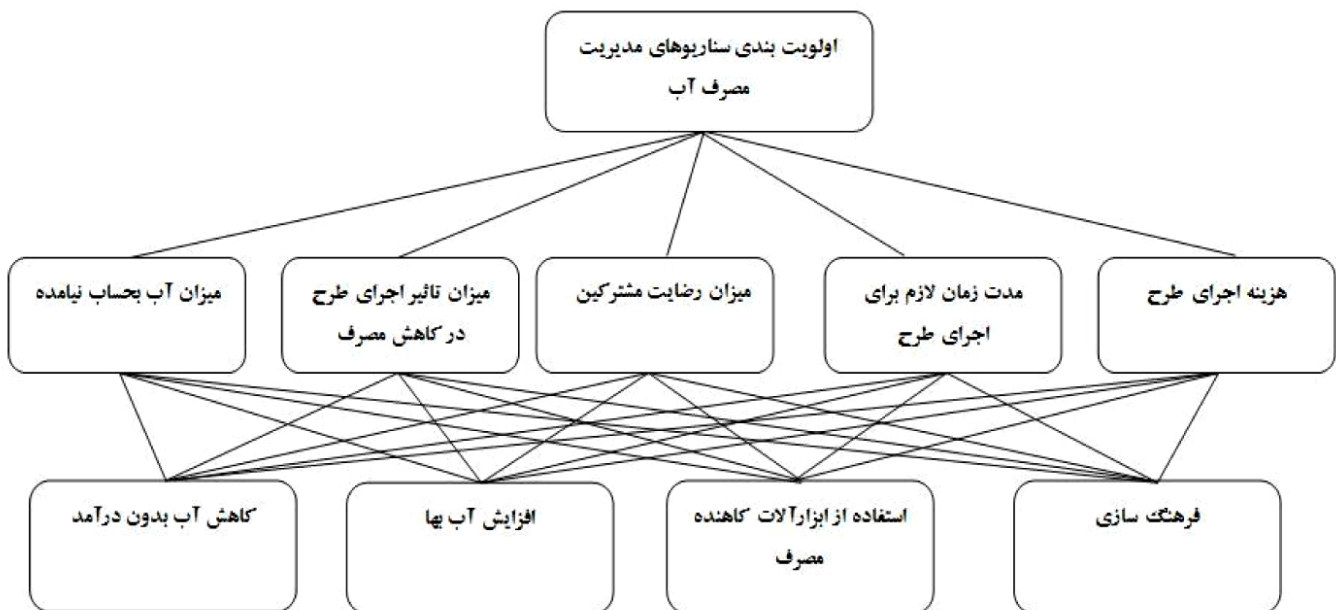 اولویت بندی سناریوهای مدیریت
مصرف آب
هزینه اجرای طرح
مدت زمان لازم برای
اجرای طرح
میزان رضایت مشترکین
میزان تاثیر اجرای طرح
در کاهش مصرف
میزان آب بحساب نیامده
فرهنگ سازی
استفاده از ابزارآلات کاهنده
مصرف
افزایش آب بها
کاهش آب بدون درآمد